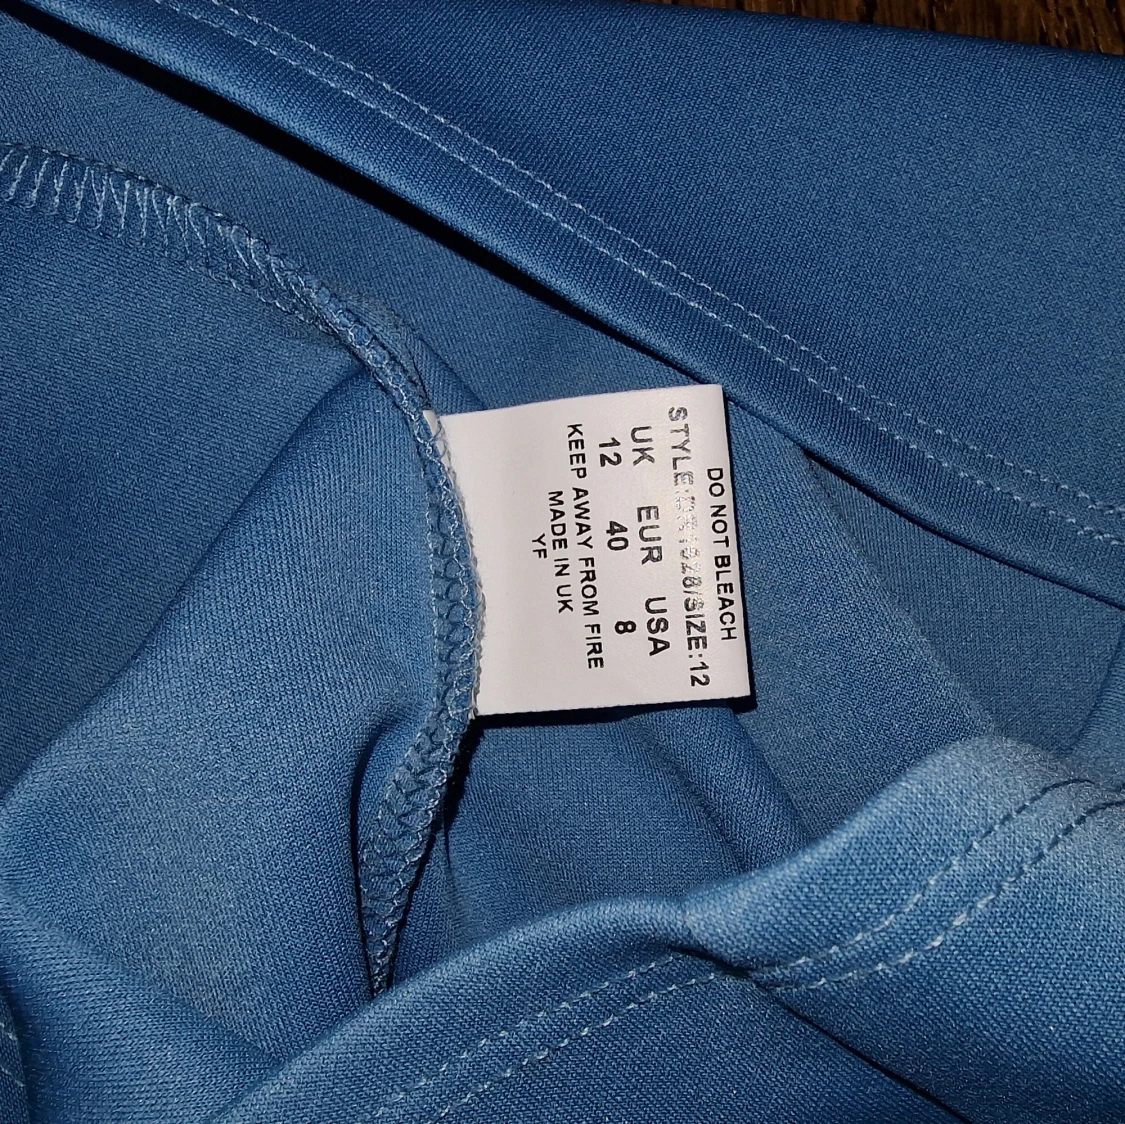 DO NOT BLEACH
/SIZE:12
UK EUR USA
12 40 8
KEEP AWAY FROM FIRE
MADE IN UK
YF